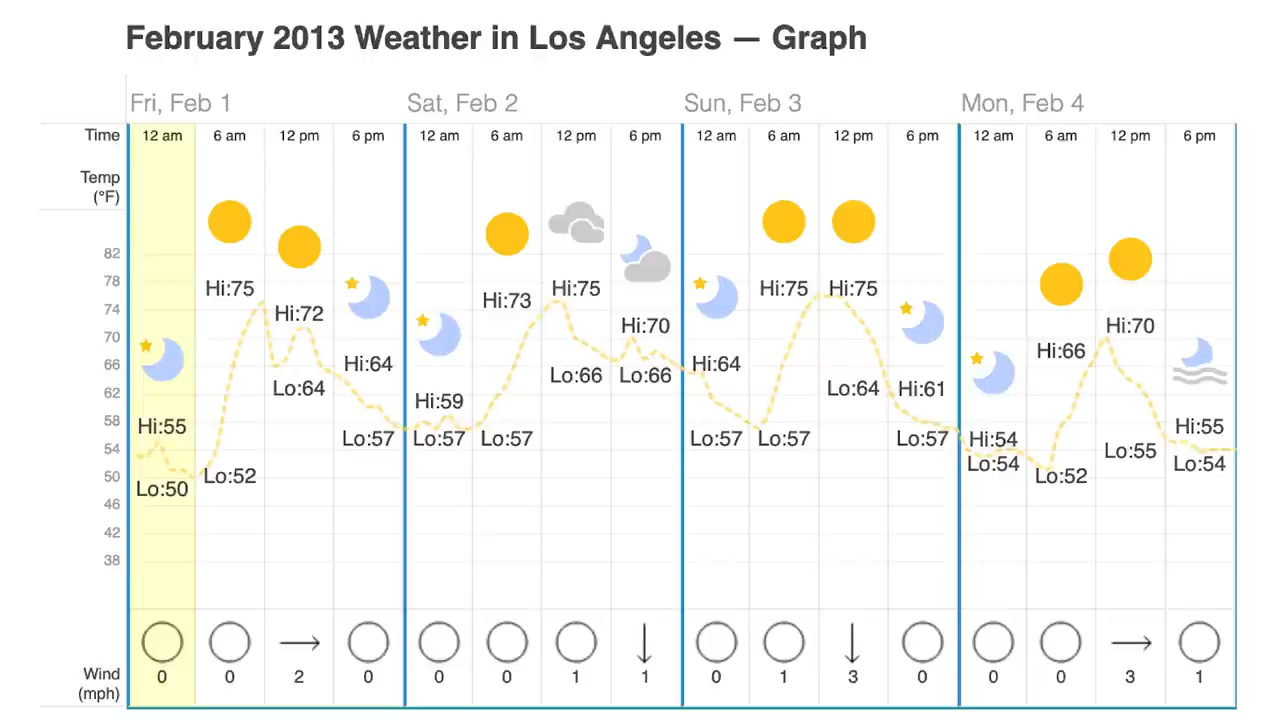 February 2013 Weather in Los Angeles — Graph
Fri, Feb 1 Sat, Feb 2 Sun, Feb 3 Mon, Feb 4
Time 12 am 6 am 12 pm 6 pm 12 am 6 am 12 pm 6 pm 12 am 6 am 12 pm 6 pm 12 am 6 am 12 pm 6 pm
Temp
(°F)
82
78
74
70
66
62
58
54
50
46
42
38
Hi:55
Lo:50
Hi:75
Lo:52
Hi:72
Lo:64
Hi:64
Lo:57
Hi:59
Lo:57
Hi:73
Lo:57
Hi:75
Lo:66
Hi:70
Lo:66
Hi:64
Lo:57
Hi:75
Lo:57
Hi:75
Lo:64
Hi:61
Lo:57
Hi:54
Lo:54
Hi:66
Lo:52
Hi:70
Lo:55
Hi:55
Lo:54
Wind 0 0 2 0 0 0 1 1 0 1 3 0 0 0 3 1
(mph)